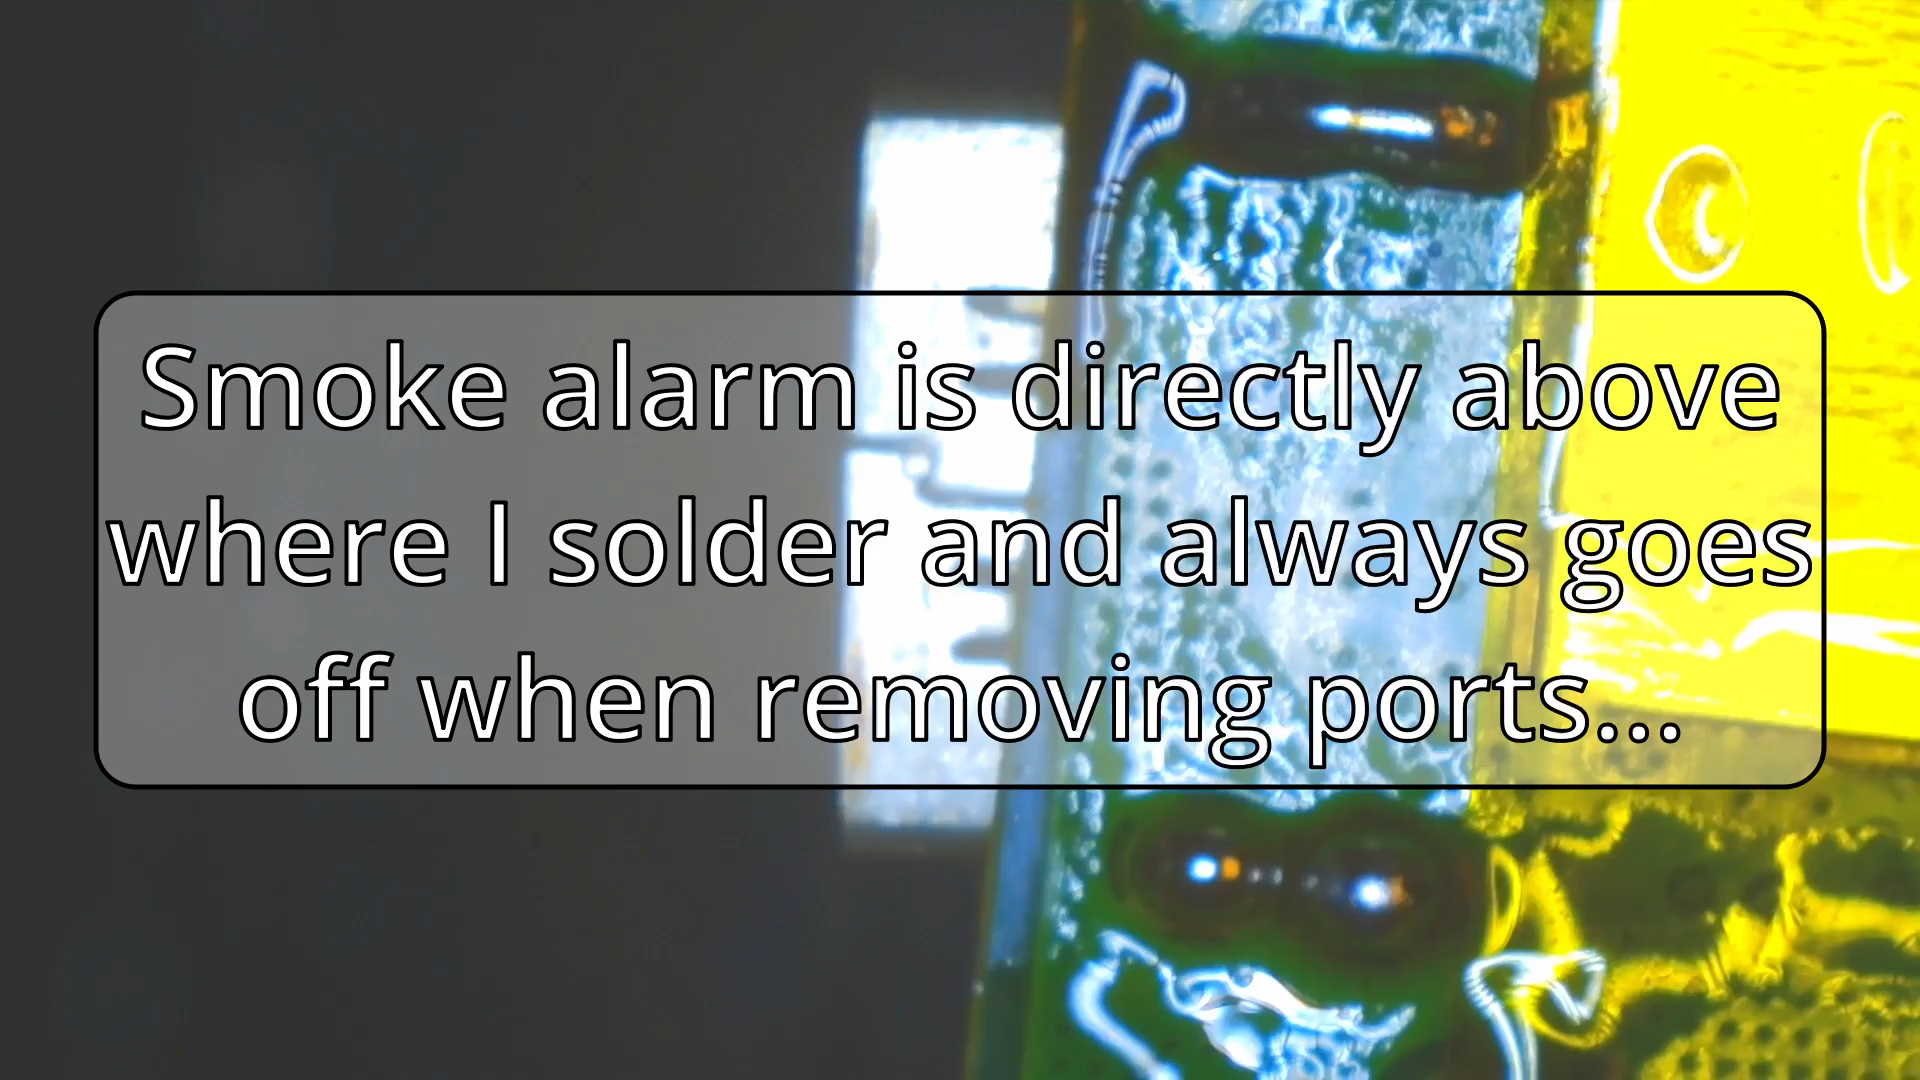 Smoke alarm is directly above
where I solder and always goes
off when removing ports...